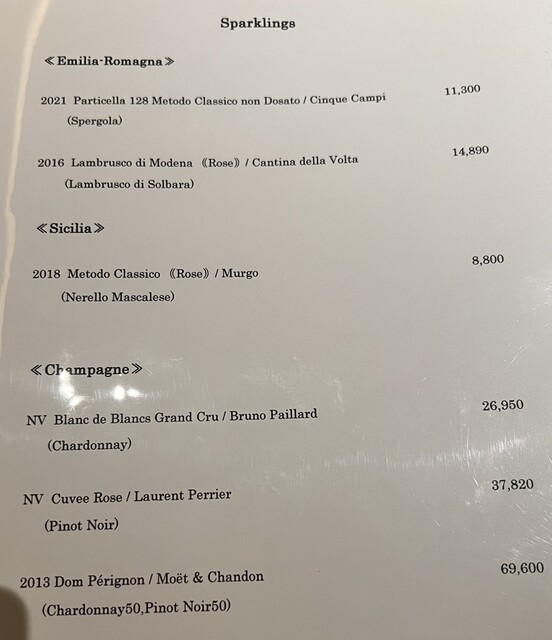 Sparklings
≪Emilia-Romagna≫
2021 Particella 128 Metodo Classico non Dosato / Cinque Campi 11,300
(Spergola)
2016 Lambrusco di Modena 《Rose》 / Cantina della Volta 14,890
(Lambrusco di Solbara)
≪Sicilia≫
2018 Metodo Classico 《Rose》 / Murgo 8,800
(Nerello Mascalese)
≪Champagne≫
NV Blanc de Blancs Grand Cru / Bruno Paillard 26,950
(Chardonnay)
NV Cuvee Rose / Laurent Perrier 37,820
(Pinot Noir)
2013 Dom Pérignon / Moët & Chandon 69,600
(Chardonnay50,Pinot Noir50)